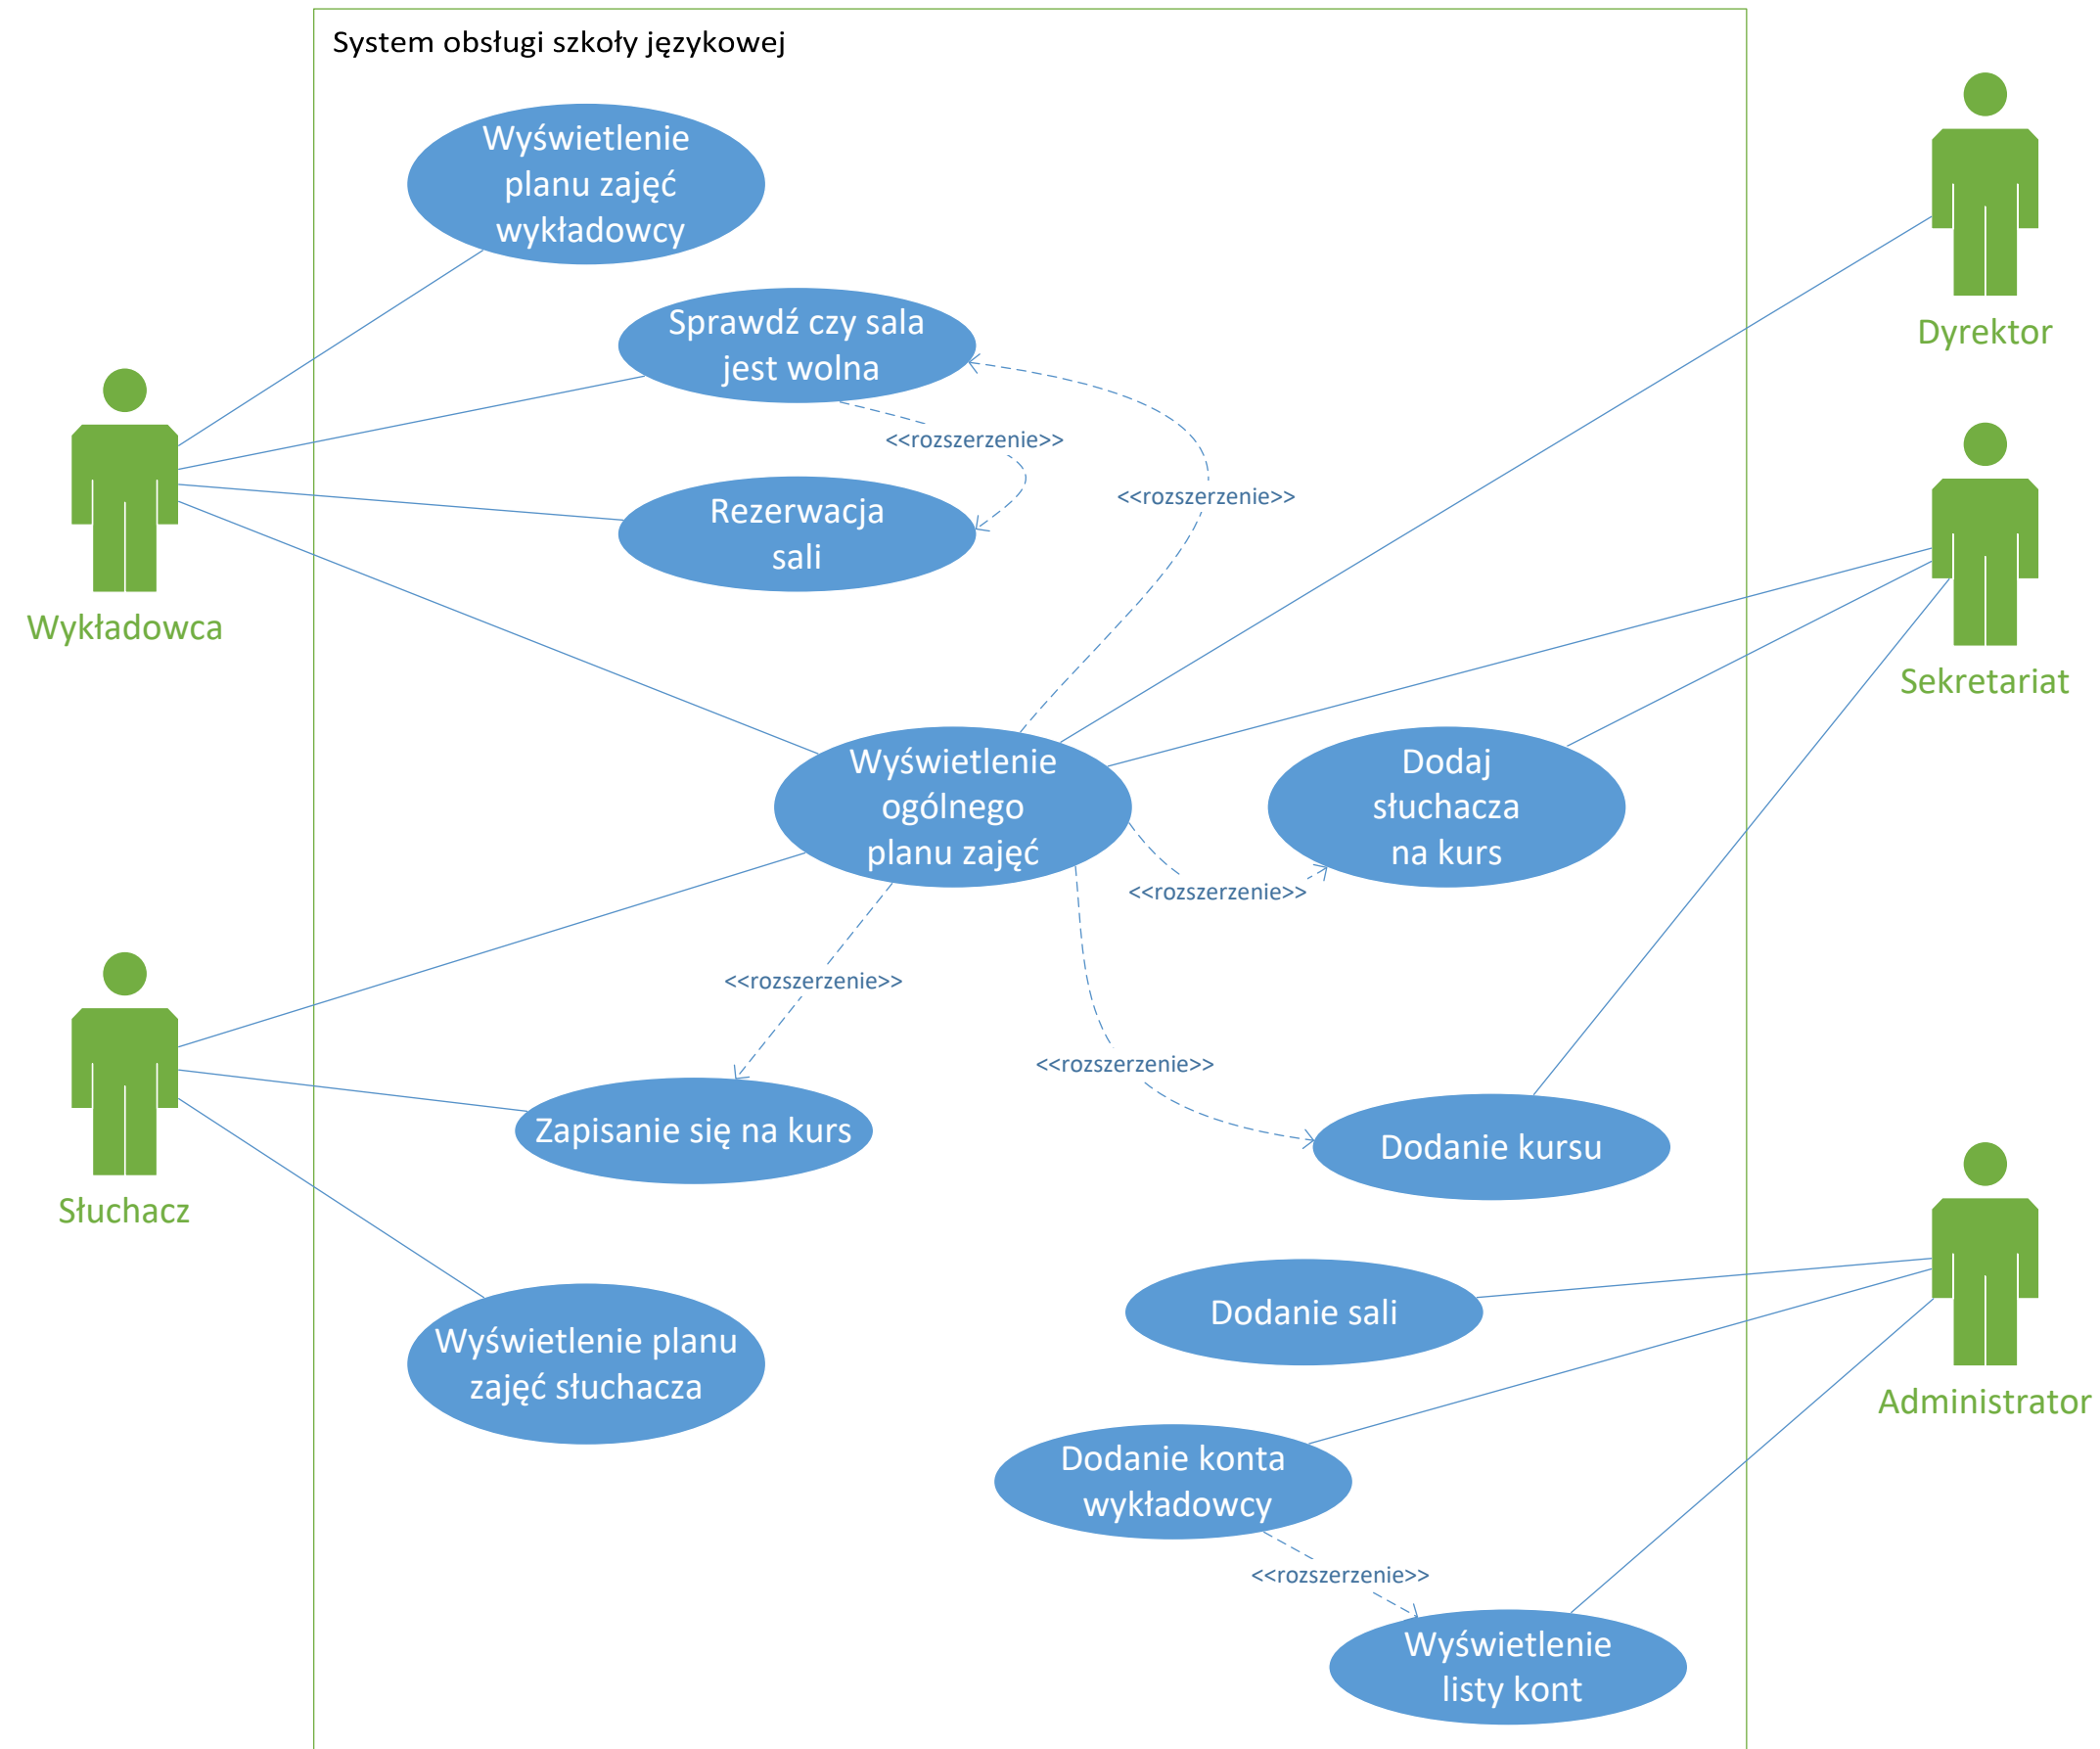 System obsługi szkoły językowej
Wyświetlenie
planu zajęć
wykładowcy
Sprawdź czy sala
jest wolna
<<rozszerzenie>>
<<rozszerzenie>>
Rezerwacja
sali
Dyrektor
Wykładowca
Sekretariat
Wyświetlenie
ogólnego
planu zajęć
Dodaj
słuchacza
na kurs
<<rozszerzenie>>
<<rozszerzenie>>
<<rozszerzenie>>
Zapisanie się na kurs
Dodanie kursu
Słuchacz
Dodanie sali
Wyświetlenie planu
zajęć słuchacza
Administrator
Dodanie konta
wykładowcy
<<rozszerzenie>>
Wyświetlenie
listy kont